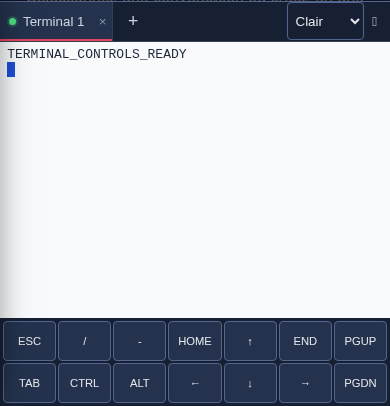 Terminal 1 × + Clair
TERMINAL_CONTROLS_READY
ESC / - HOME ↑ END PGUP
TAB CTRL ALT ← ↓ → PGDN